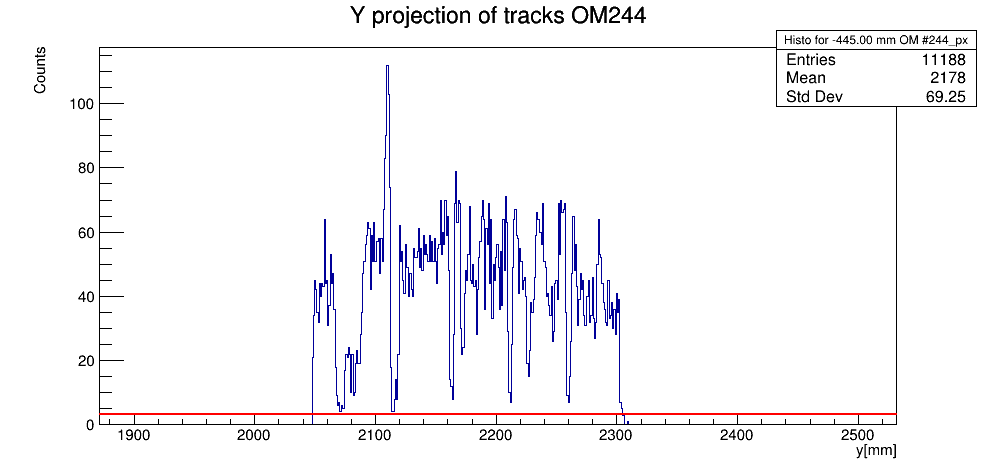 Y projection of tracks OM244
Histo for -445.00 mm OM #244_px
Entries 11188
Mean 2178
Std Dev 69.25
Counts
100
80
60
40
20
0
1900 2000 2100 2200 2300 2400 2500
y[mm]